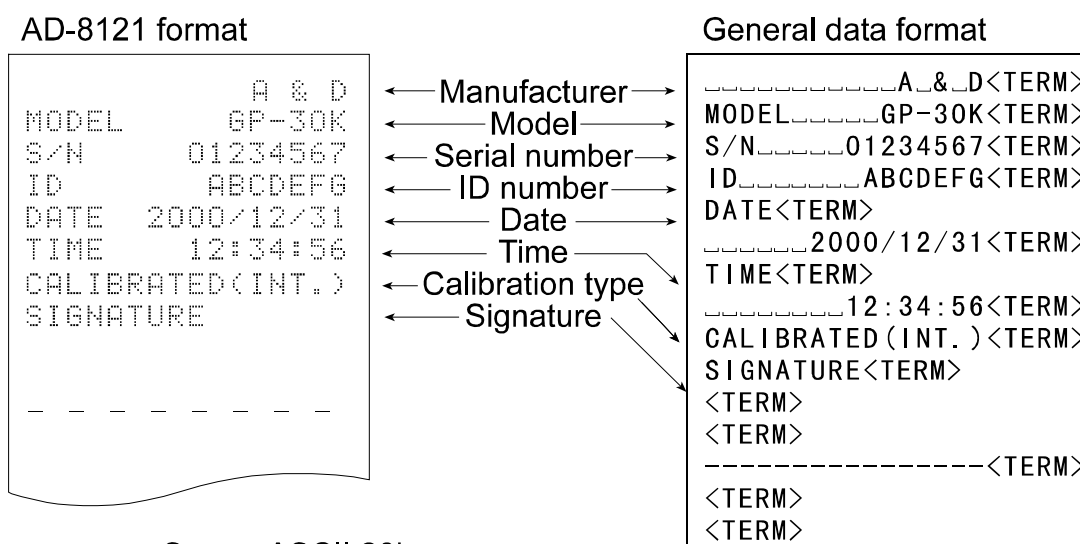 AD-8121 format
A & D
MODEL GP-30K
S/N 01234567
ID ABCDEFG
DATE 2000/12/31
TIME 12:34:56
CALIBRATED(INT.)
SIGNATURE
_ _ _ _ _ _ _ _
Manufacturer
Model
Serial number
ID number
Date
Time
Calibration type
Signature
General data format
␣␣␣␣␣␣␣␣␣␣␣A␣&␣D<TERM>
MODEL␣␣␣␣␣GP-30K<TERM>
S/N␣␣␣␣␣01234567<TERM>
ID␣␣␣␣␣␣␣ABCDEFG<TERM>
DATE<TERM>
␣␣␣␣␣␣2000/12/31<TERM>
TIME<TERM>
␣␣␣␣␣␣␣␣12:34:56<TERM>
CALIBRATED(INT.)<TERM>
SIGNATURE<TERM>
<TERM>
<TERM>
----------------<TERM>
<TERM>
<TERM>